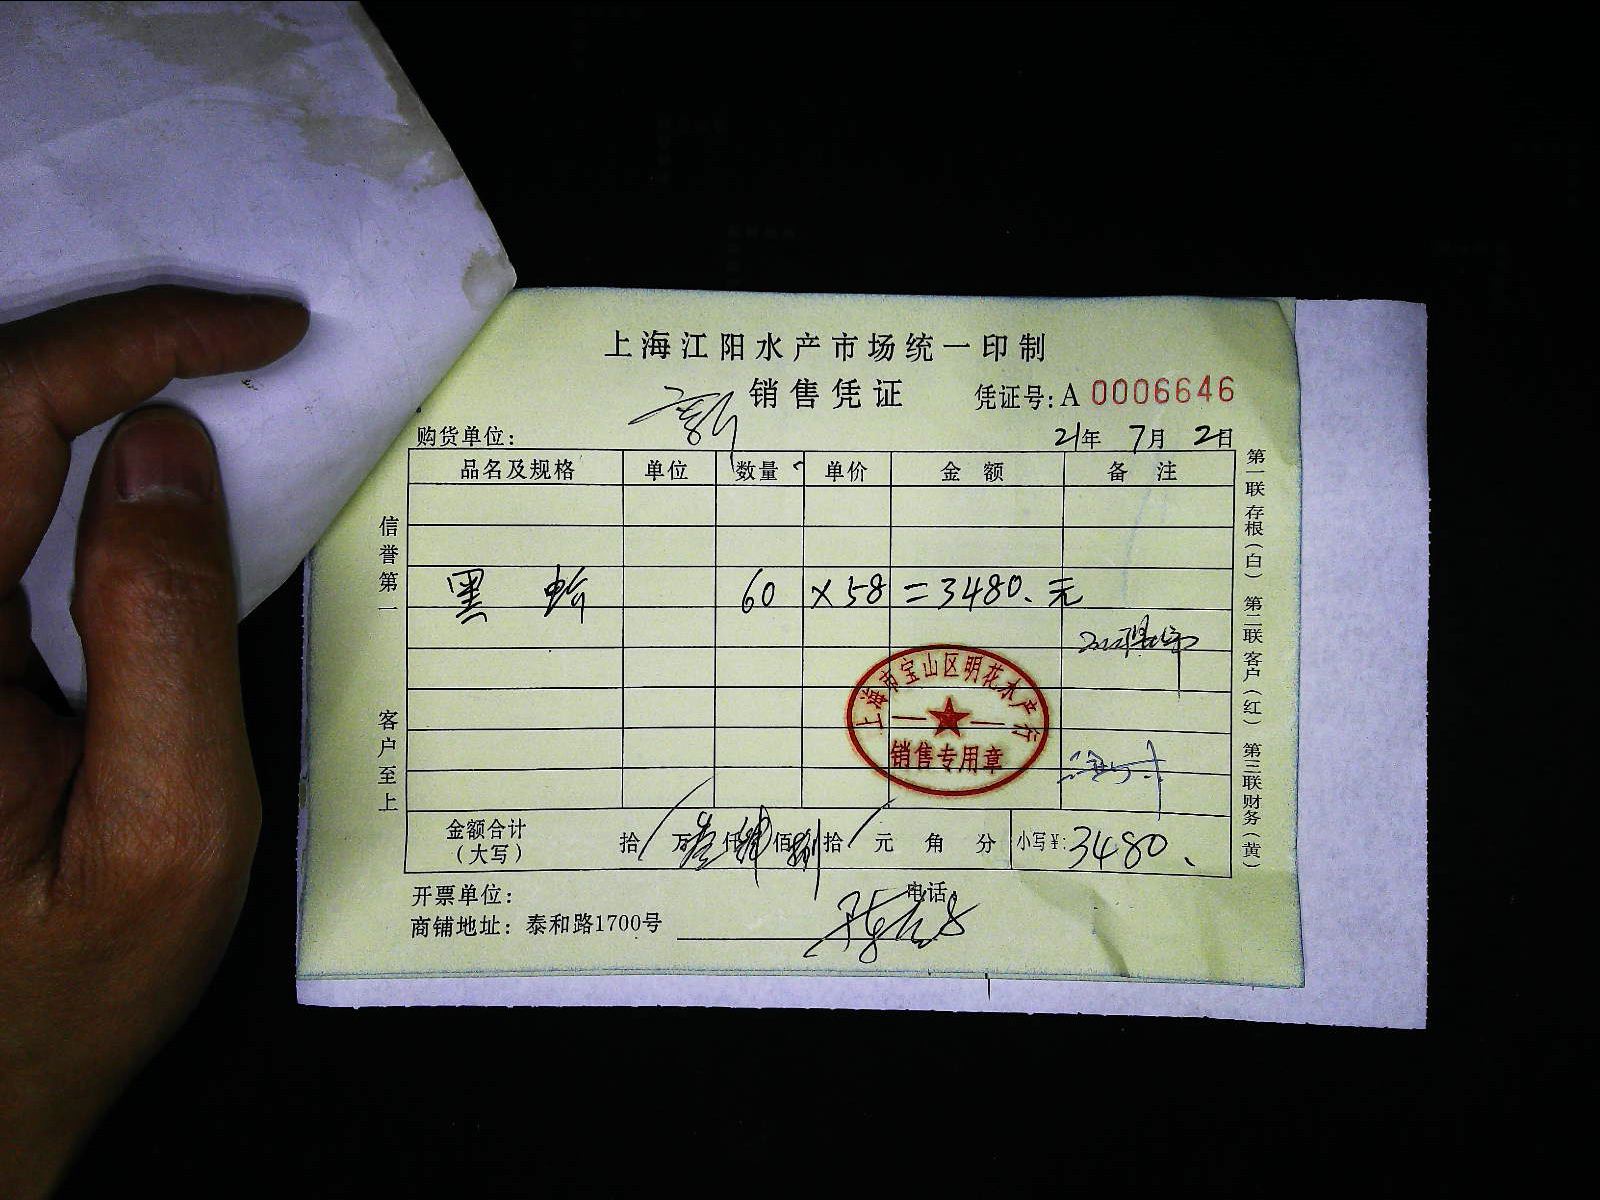 上海江阳水产市场统一印制
销售凭证 凭证号:A 0006646
购货单位: 21年 7月 2日
品名及规格 单位 数量 单价 金 额 备 注
黑 蛤 60 ×58 =3480.元
上海市宝山区明花水产行
销售专用章
金额合计(大写) 拾 万 叁 仟 肆 佰 捌 拾 元 角 分 小写¥:3480.
开票单位: 电话:
商铺地址: 泰和路1700号
信誉第一 客户至上
第一联 存根(白) 第二联 客户(红) 第三联 财务(黄)